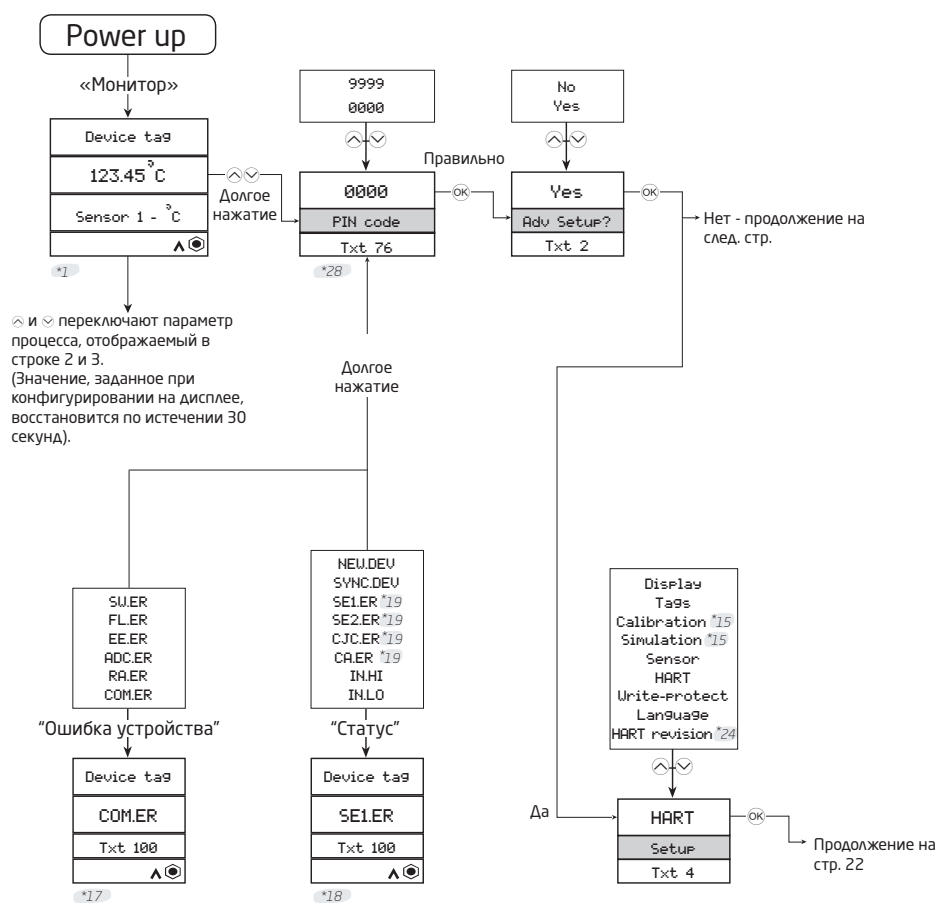 Power up
«Монитор»
Device tag
123.45 °C
Sensor 1 - °C
*1
Долгое
нажатие
9999
0000
0000
PIN code
Txt 76
*28
Правильно
OK
No
Yes
Yes
Adv Setup?
Txt 2
OK
Нет - продолжение на
след. стр.
и переключают параметр
процесса, отображаемый в
строке 2 и 3.
(Значение, заданное при
конфигурировании на дисплее,
восстановится по истечении 30
секунд).
Долгое
нажатие
SW.ER
FL.ER
EE.ER
ADC.ER
RA.ER
COM.ER
“Ошибка устройства”
Device tag
COM.ER
Txt 100
*17
NEW.DEV
SYNC.DEV
SE1.ER *19
SE2.ER *19
CJC.ER *19
CA.ER *19
IN.HI
IN.LO
“Статус”
Device tag
SE1.ER
Txt 100
*18
Display
Tags
Calibration *15
Simulation *15
Sensor
HART
Write-protect
Language
HART revision *24
Да
HART
Setup
Txt 4
OK
Продолжение на
стр. 22